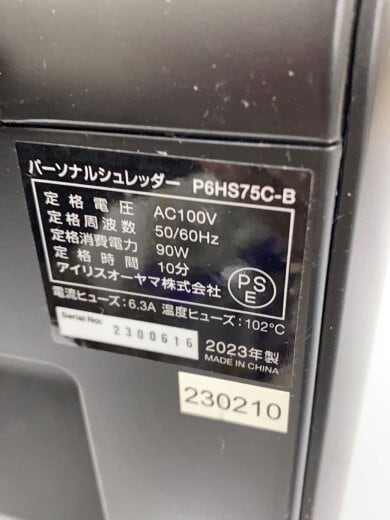 パーソナルシュレッダー P6HS75C-B
定格電圧 AC100V
定格周波数 50/60Hz
定格消費電力 90W
定格時間 10分
アイリスオーヤマ株式会社
PS
E
電流ヒューズ:6.3A 温度ヒューズ:102℃
Serial No:
2300616
2023年製
MADE IN CHINA
230210